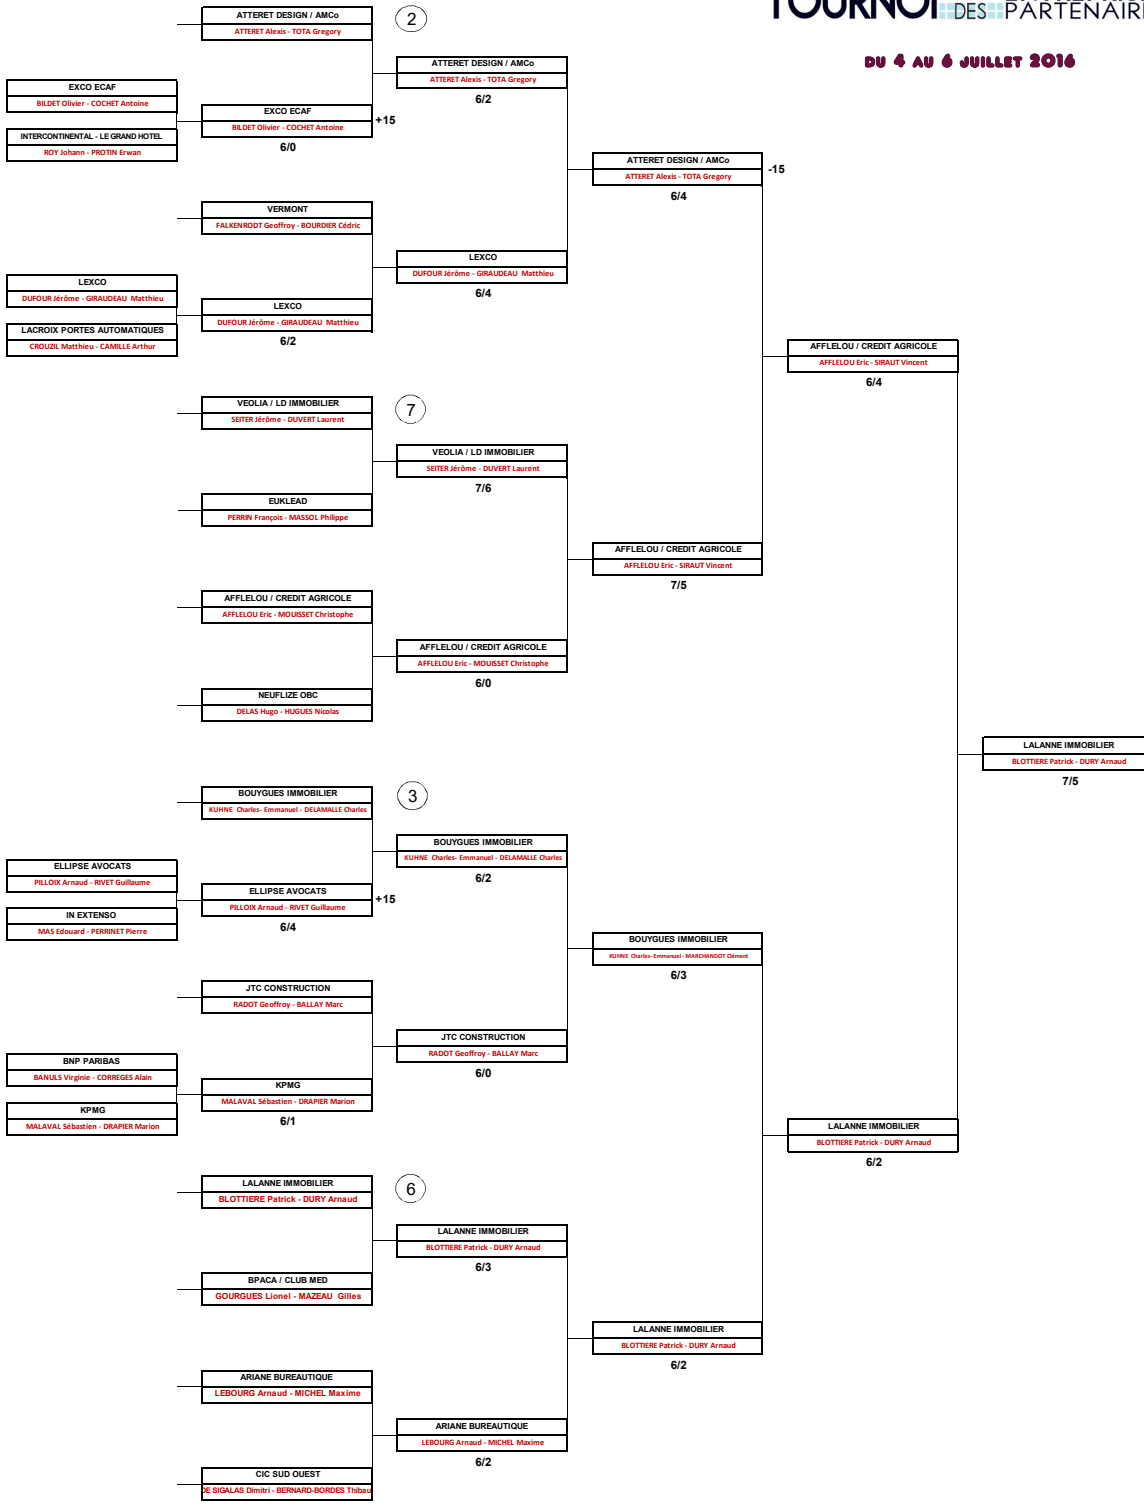 TOURNOI DES PARTENAIRE
DU 4 AU 6 JUILLET 2016
ATTERET DESIGN / AMCo
ATTERET Alexis - TOTA Gregory
2
EXCO ECAF
BILDET Olivier - COCHET Antoine
INTERCONTINENTAL - LE GRAND HOTEL
ROY Johann - PROTIN Erwan
EXCO ECAF
BILDET Olivier - COCHET Antoine
+15
6/0
ATTERET DESIGN / AMCo
ATTERET Alexis - TOTA Gregory
6/2
VERMONT
FALKENRODT Geoffroy - BOURDIER Cédric
LEXCO
DUFOUR Jérôme - GIRAUDEAU Matthieu
LACROIX PORTES AUTOMATIQUES
CROUZIL Matthieu - CAMILLE Arthur
LEXCO
DUFOUR Jérôme - GIRAUDEAU Matthieu
6/2
LEXCO
DUFOUR Jérôme - GIRAUDEAU Matthieu
6/4
ATTERET DESIGN / AMCo
ATTERET Alexis - TOTA Gregory
-15
6/4
VEOLIA / LD IMMOBILIER
SEITER Jérôme - DUVERT Laurent
7
EUKLEAD
PERRIN François - MASSOL Philippe
VEOLIA / LD IMMOBILIER
SEITER Jérôme - DUVERT Laurent
7/6
AFFLELOU / CREDIT AGRICOLE
AFFLELOU Eric - MOUISSET Christophe
NEUFLIZE OBC
DELAS Hugo - HUGUES Nicolas
AFFLELOU / CREDIT AGRICOLE
AFFLELOU Eric - MOUISSET Christophe
6/0
AFFLELOU / CREDIT AGRICOLE
AFFLELOU Eric - SIRAUT Vincent
7/5
AFFLELOU / CREDIT AGRICOLE
AFFLELOU Eric - SIRAUT Vincent
6/4
BOUYGUES IMMOBILIER
KUHNE Charles- Emmanuel - DELAMALLE Charles
3
ELLIPSE AVOCATS
PILLOIX Arnaud - RIVET Guillaume
IN EXTENSO
MAS Edouard - PERRINET Pierre
ELLIPSE AVOCATS
PILLOIX Arnaud - RIVET Guillaume
+15
6/4
BOUYGUES IMMOBILIER
KUHNE Charles- Emmanuel - DELAMALLE Charles
6/2
JTC CONSTRUCTION
RADOT Geoffroy - BALLAY Marc
BNP PARIBAS
BANULS Virginie - CORREGES Alain
KPMG
MALAVAL Sébastien - DRAPIER Marion
KPMG
MALAVAL Sébastien - DRAPIER Marion
6/1
JTC CONSTRUCTION
RADOT Geoffroy - BALLAY Marc
6/0
BOUYGUES IMMOBILIER
KUHNE Charles- Emmanuel - MARCHANDOT Clément
6/3
LALANNE IMMOBILIER
BLOTTIERE Patrick - DURY Arnaud
6
BPACA / CLUB MED
GOURGUES Lionel - MAZEAU Gilles
LALANNE IMMOBILIER
BLOTTIERE Patrick - DURY Arnaud
6/3
ARIANE BUREAUTIQUE
LEBOURG Arnaud - MICHEL Maxime
CIC SUD OUEST
DE SIGALAS Dimitri - BERNARD-BORDES Thibau
ARIANE BUREAUTIQUE
LEBOURG Arnaud - MICHEL Maxime
6/2
LALANNE IMMOBILIER
BLOTTIERE Patrick - DURY Arnaud
6/2
LALANNE IMMOBILIER
BLOTTIERE Patrick - DURY Arnaud
6/2
LALANNE IMMOBILIER
BLOTTIERE Patrick - DURY Arnaud
7/5